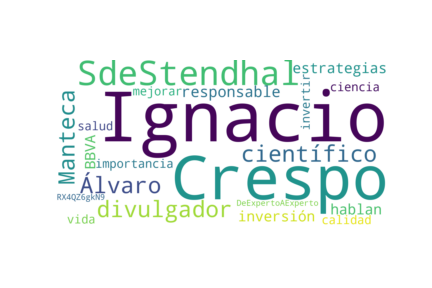 SdeStendhal estrategias
mejorar responsable ciencia
Ignacio
Manteca
salud
BBVA
importancia
invertir
científico
Álvaro
Crespo
RX4QZ6gkN9
divulgador
DeExpertoAExperto
hablan
vida
inversión
calidad